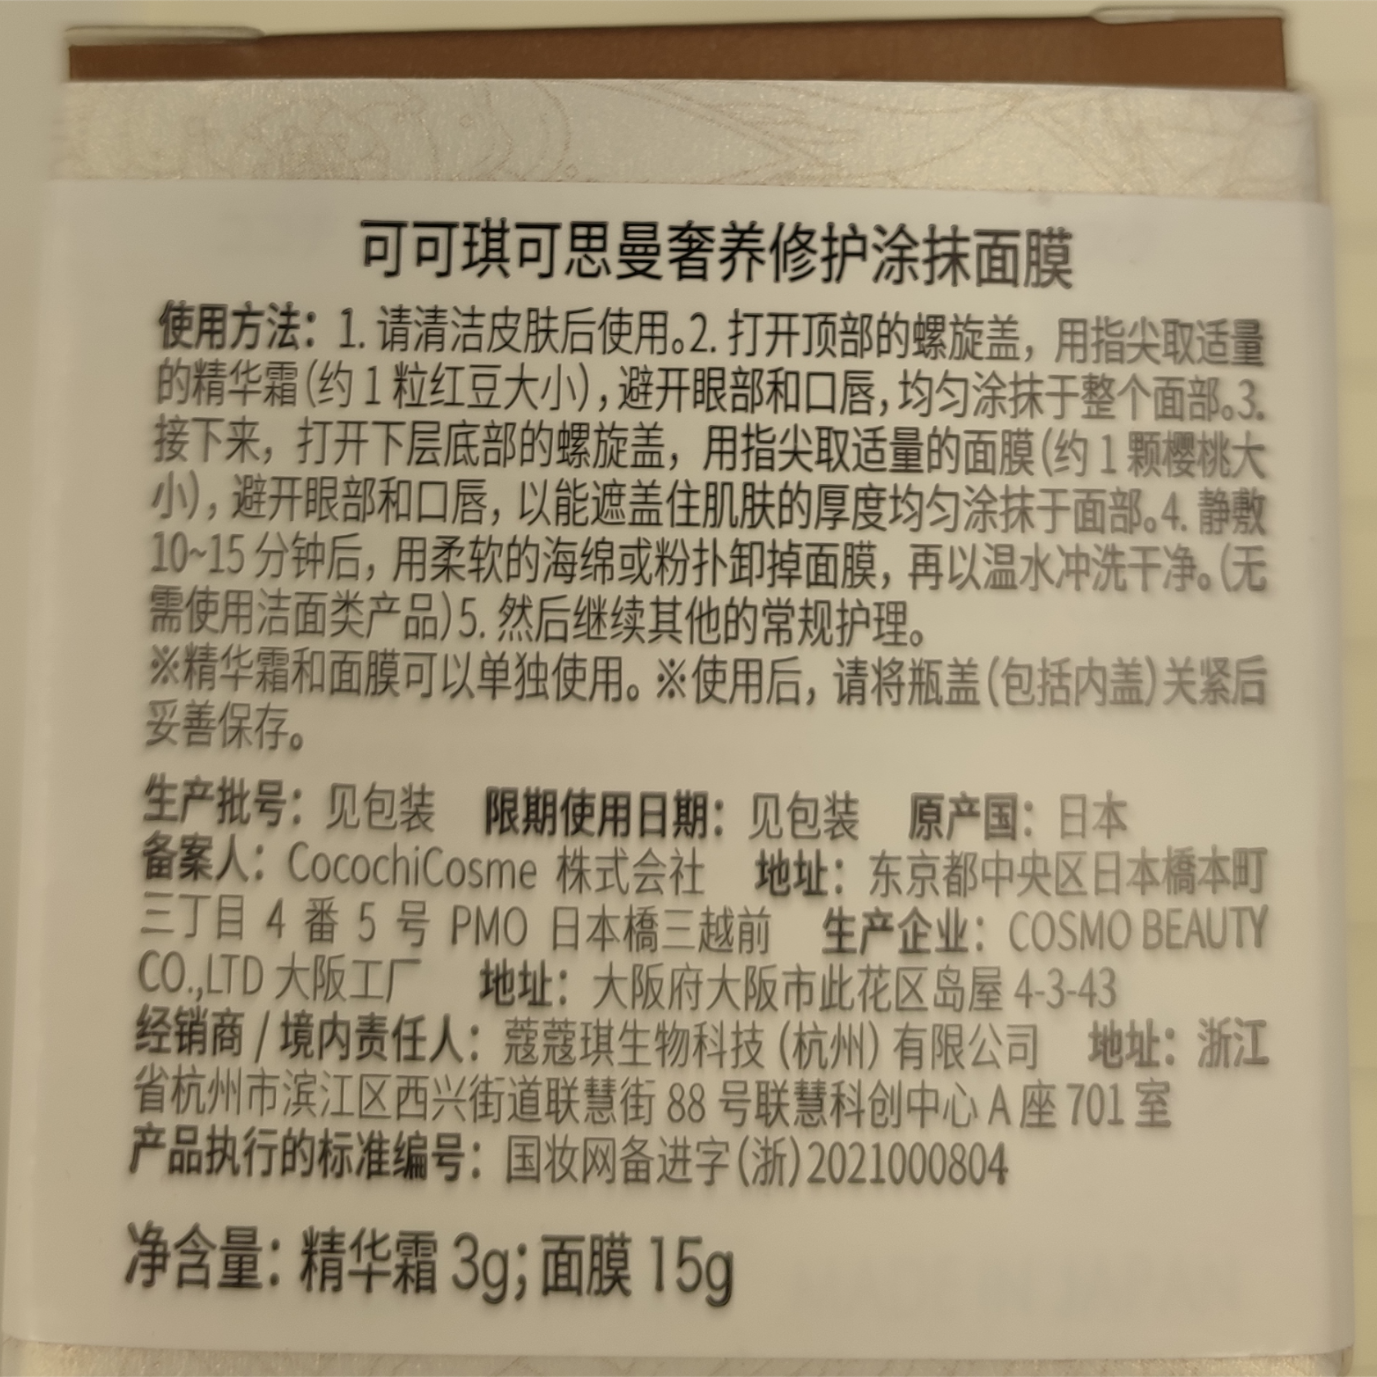 可可琪可思曼奢养修护涂抹面膜
使用方法：1. 请清洁皮肤后使用。2. 打开顶部的螺旋盖，用指尖取适量
的精华霜（约 1 粒红豆大小），避开眼部和口唇，均匀涂抹于整个面部。3.
接下来，打开下层底部的螺旋盖，用指尖取适量的面膜（约 1 颗樱桃大
小），避开眼部和口唇，以能遮盖住肌肤的厚度均匀涂抹于面部。4. 静敷
10~15 分钟后，用柔软的海绵或粉扑卸掉面膜，再以温水冲洗干净。（无
需使用洁面类产品）5. 然后继续其他的常规护理。
※精华霜和面膜可以单独使用。※使用后，请将瓶盖（包括内盖）关紧后
妥善保存。
生产批号：见包装 限期使用日期：见包装 原产国：日本
备案人：CocochiCosme 株式会社 地址：东京都中央区日本橋本町
三丁目 4 番 5 号 PMO 日本橋三越前 生产企业：COSMO BEAUTY
CO.,LTD 大阪工厂 地址：大阪府大阪市此花区岛屋 4-3-43
经销商 / 境内责任人：蔻蔻琪生物科技（杭州）有限公司 地址：浙江
省杭州市滨江区西兴街道联慧街 88 号联慧科创中心 A 座 701 室
产品执行的标准编号：国妆网备进字（浙）2021000804
净含量：精华霜 3g；面膜 15g